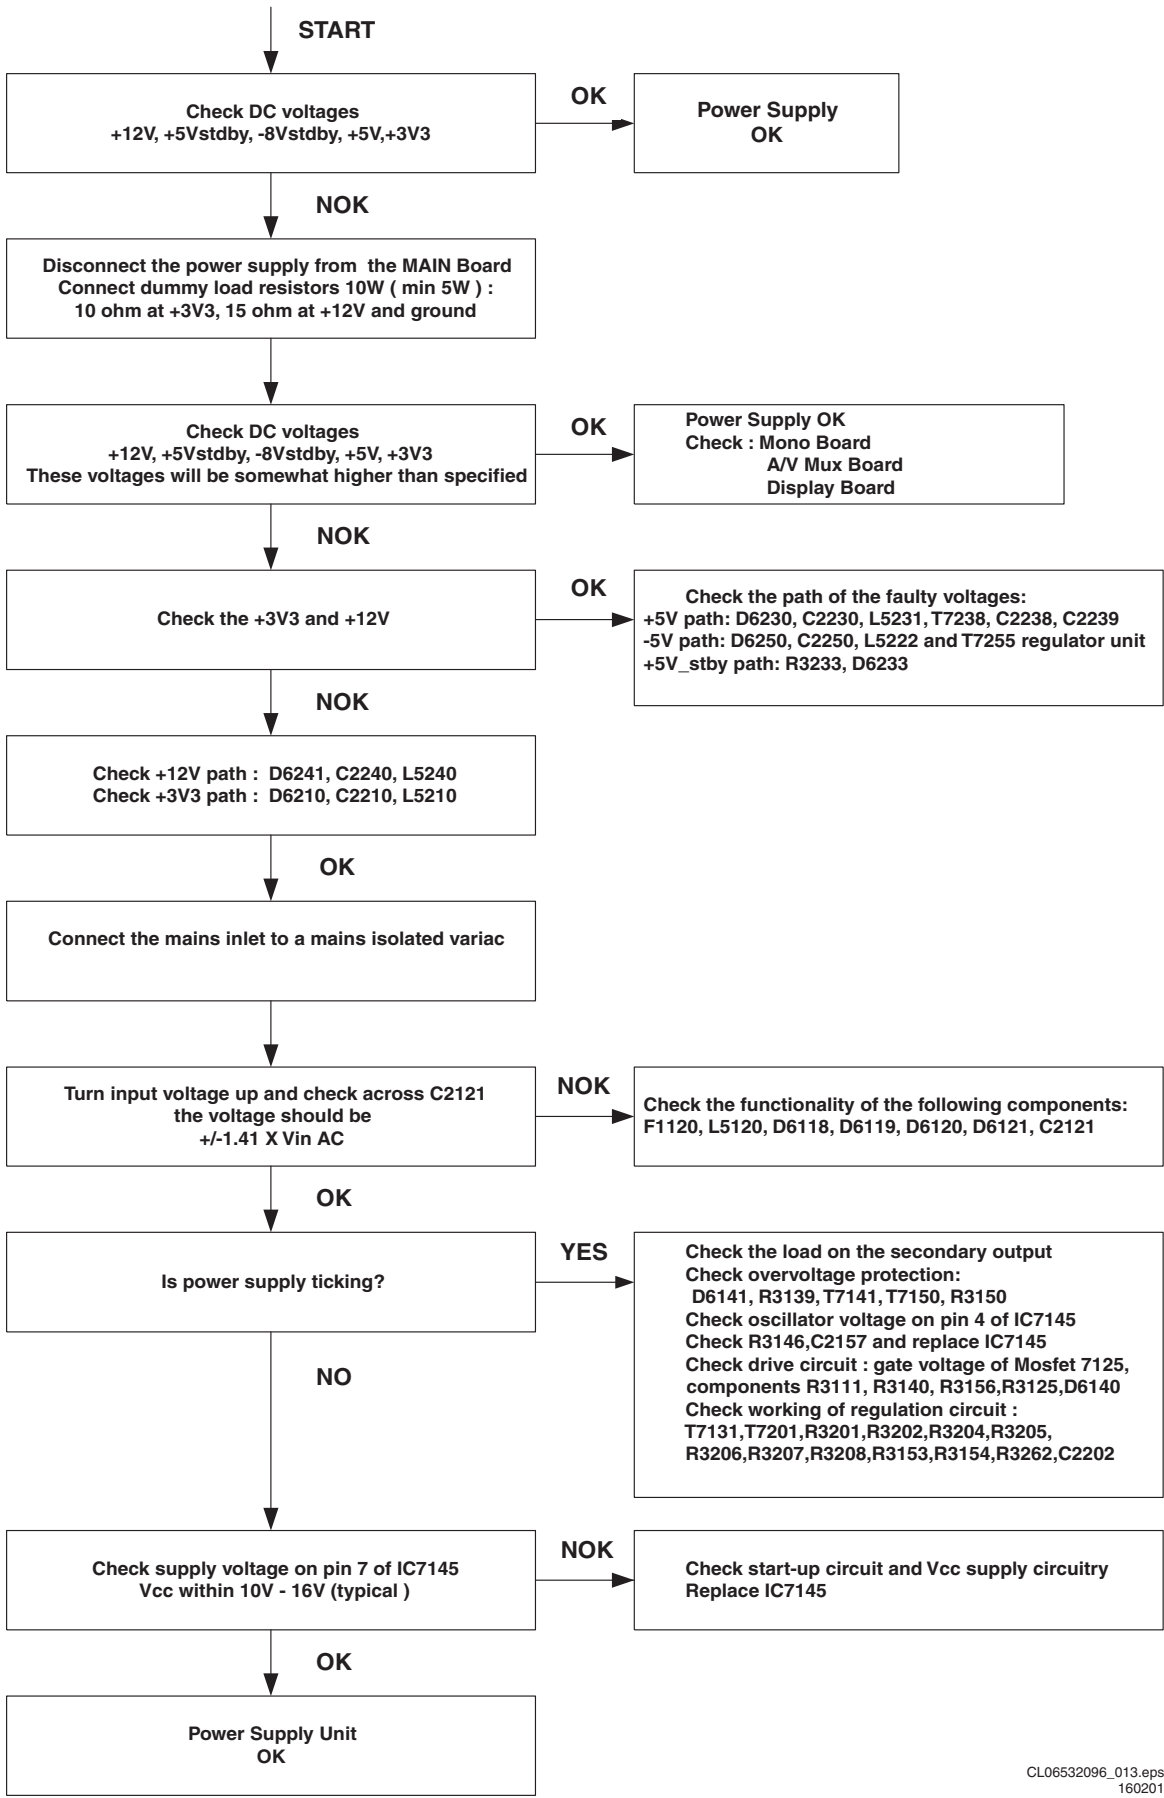 START
Check DC voltages
+12V, +5Vstdby, -8Vstdby, +5V,+3V3
OK
Power Supply
OK
NOK
Disconnect the power supply from the MAIN Board
Connect dummy load resistors 10W ( min 5W ) :
10 ohm at +3V3, 15 ohm at +12V and ground
Check DC voltages
+12V, +5Vstdby, -8Vstdby, +5V, +3V3
These voltages will be somewhat higher than specified
OK
Power Supply OK
Check : Mono Board
A/V Mux Board
Display Board
NOK
Check the +3V3 and +12V
OK
Check the path of the faulty voltages:
+5V path: D6230, C2230, L5231, T7238, C2238, C2239
-5V path: D6250, C2250, L5222 and T7255 regulator unit
+5V_stby path: R3233, D6233
NOK
Check +12V path : D6241, C2240, L5240
Check +3V3 path : D6210, C2210, L5210
OK
Connect the mains inlet to a mains isolated variac
Turn input voltage up and check across C2121
the voltage should be
+/-1.41 X Vin AC
NOK
Check the functionality of the following components:
F1120, L5120, D6118, D6119, D6120, D6121, C2121
OK
Is power supply ticking?
YES
Check the load on the secondary output
Check overvoltage protection:
D6141, R3139, T7141, T7150, R3150
Check oscillator voltage on pin 4 of IC7145
Check R3146,C2157 and replace IC7145
Check drive circuit : gate voltage of Mosfet 7125,
components R3111, R3140, R3156,R3125,D6140
Check working of regulation circuit :
T7131,T7201,R3201,R3202,R3204,R3205,
R3206,R3207,R3208,R3153,R3154,R3262,C2202
NO
Check supply voltage on pin 7 of IC7145
Vcc within 10V - 16V (typical )
NOK
Check start-up circuit and Vcc supply circuitry
Replace IC7145
OK
Power Supply Unit
OK
CL06532096_013.eps
160201